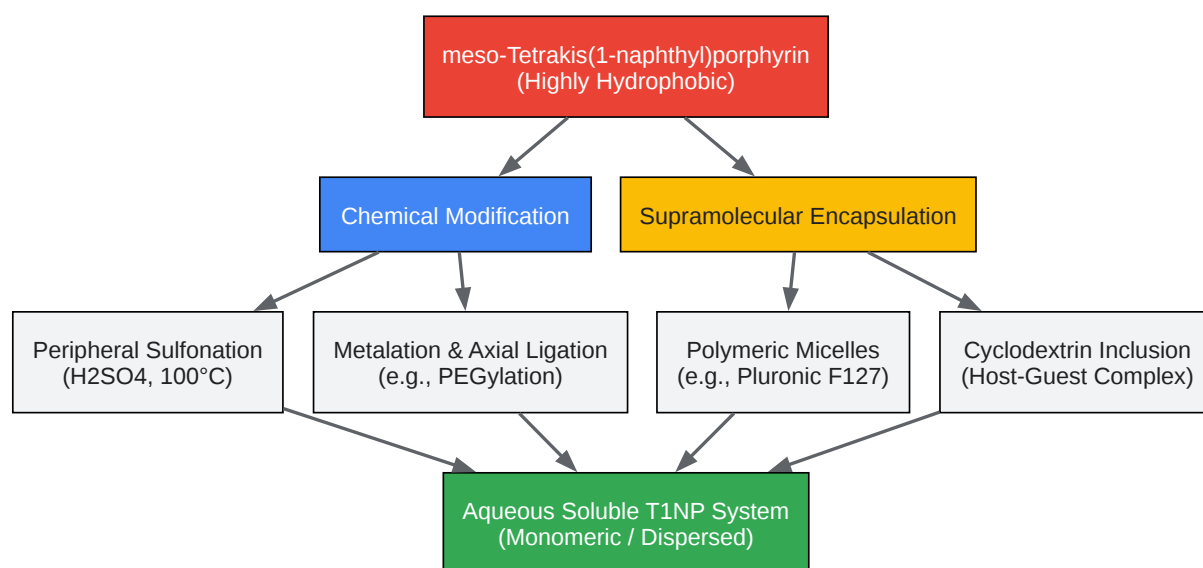 meso-Tetrakis(1-naphthyl)porphyrin
(Highly Hydrophobic)
Chemical Modification
Supramolecular Encapsulation
Peripheral Sulfonation
(H2SO4, 100°C)
Metalation & Axial Ligation
(e.g., PEGylation)
Polymeric Micelles
(e.g., Pluronic F127)
Cyclodextrin Inclusion
(Host-Guest Complex)
Aqueous Soluble T1NP System
(Monomeric / Dispersed)